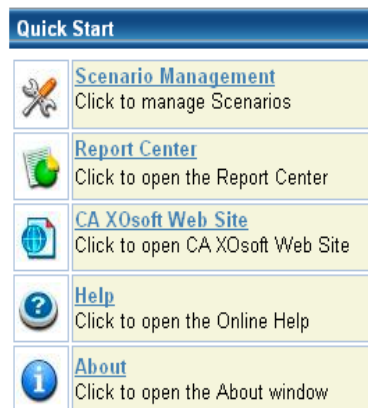 Quick Start
Scenario Management
Click to manage Scenarios
Report Center
Click to open the Report Center
CA XOsoft Web Site
Click to open CA XOsoft Web Site
Help
Click to open the Online Help
About
Click to open the About window